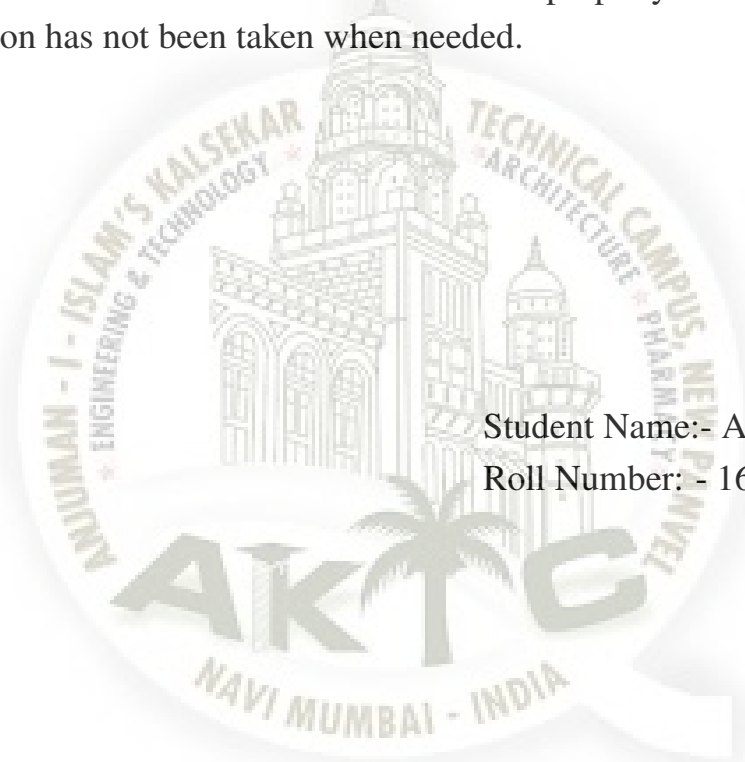 on has not been taken when needed.
ANJUMAN - I - ISLAM'S KALSEKAR TECHNICAL CAMPUS, NEW PANVEL
ENGINEERING & TECHNOLOGY * ARCHITECTURE * PHARMACY
Student Name:- A
Roll Number: - 16
AKTC
NAVI MUMBAI - INDIA